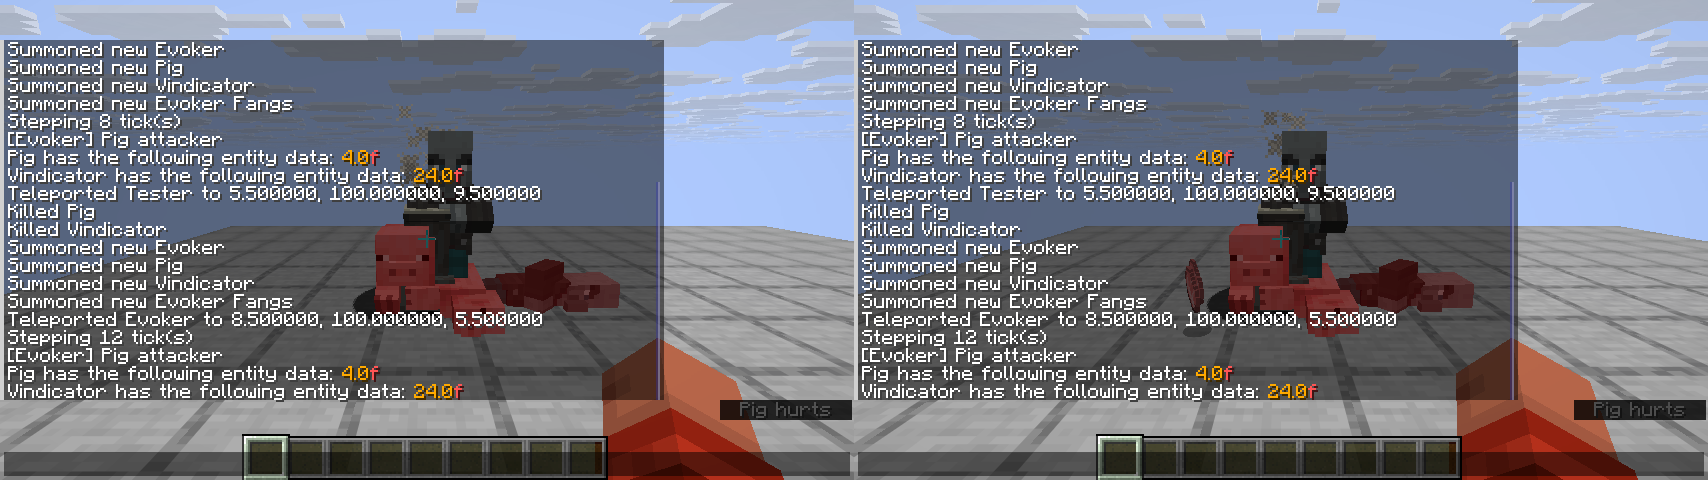 Summoned new Evoker
Summoned new Pig
Summoned new Vindicator
Summoned new Evoker Fangs
Stepping 8 tick(s)
[Evoker] Pig attacker
Pig has the following entity data: 4.0f
Vindicator has the following entity data: 24.0f
Teleported Tester to 5.500000, 100.000000, 9.500000
Killed Pig
Killed Vindicator
Summoned new Evoker
Summoned new Pig
Summoned new Vindicator
Summoned new Evoker Fangs
Teleported Evoker to 8.500000, 100.000000, 5.500000
Stepping 12 tick(s)
[Evoker] Pig attacker
Pig has the following entity data: 4.0f
Vindicator has the following entity data: 24.0f
Pig hurts
Summoned new Evoker
Summoned new Pig
Summoned new Vindicator
Summoned new Evoker Fangs
Stepping 8 tick(s)
[Evoker] Pig attacker
Pig has the following entity data: 4.0f
Vindicator has the following entity data: 24.0f
Teleported Tester to 5.500000, 100.000000, 9.500000
Killed Pig
Killed Vindicator
Summoned new Evoker
Summoned new Pig
Summoned new Vindicator
Summoned new Evoker Fangs
Teleported Evoker to 8.500000, 100.000000, 5.500000
Stepping 12 tick(s)
[Evoker] Pig attacker
Pig has the following entity data: 4.0f
Vindicator has the following entity data: 24.0f
Pig hurts